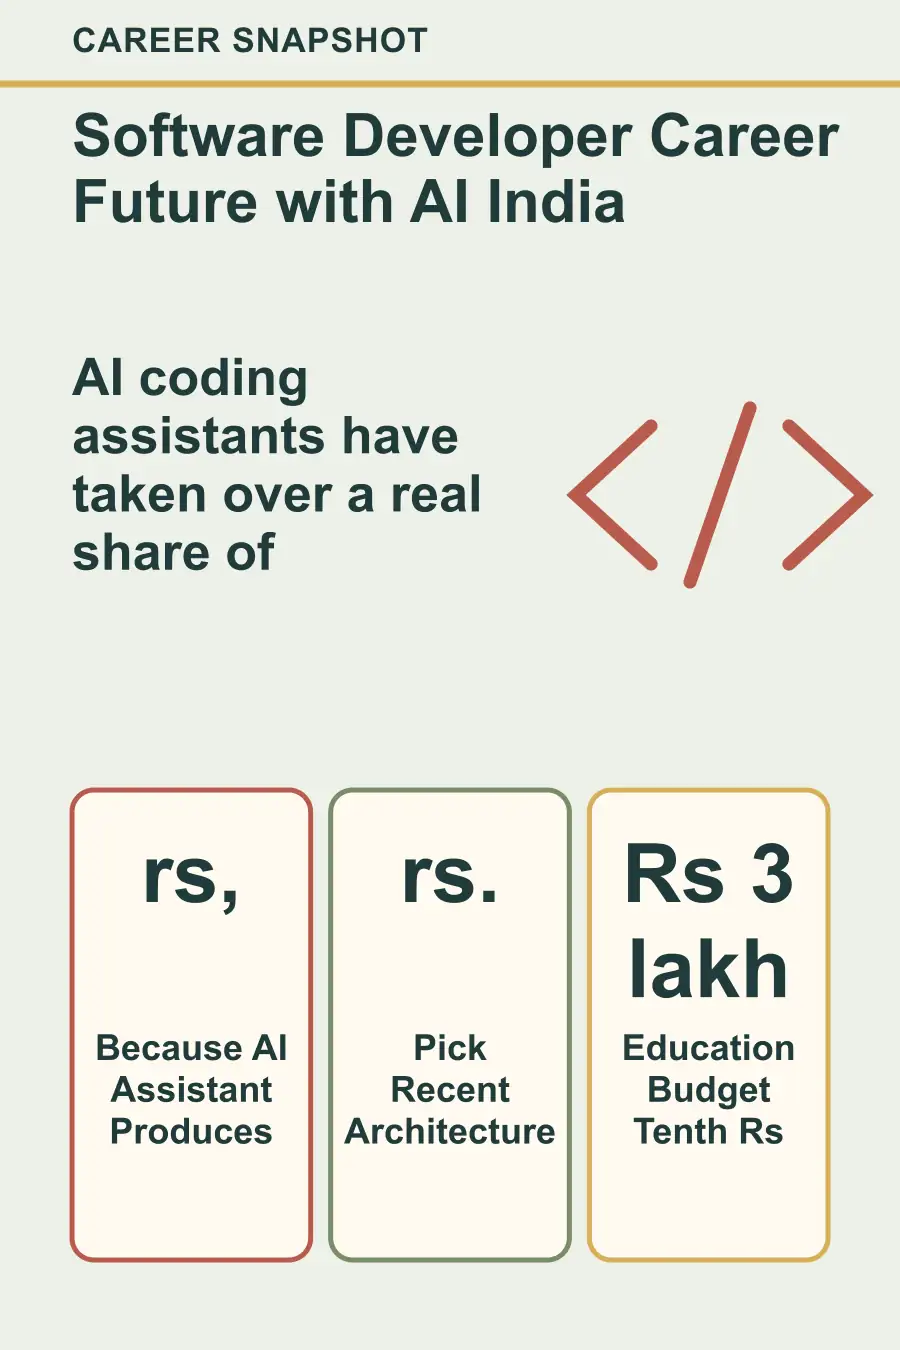 CAREER SNAPSHOT
Software Developer Career
Future with AI India
AI coding
assistants have
taken over a real
share of
rs,
Because AI
Assistant
Produces
rs.
Pick
Recent
Architecture
Rs 3
lakh
Education
Budget
Tenth Rs